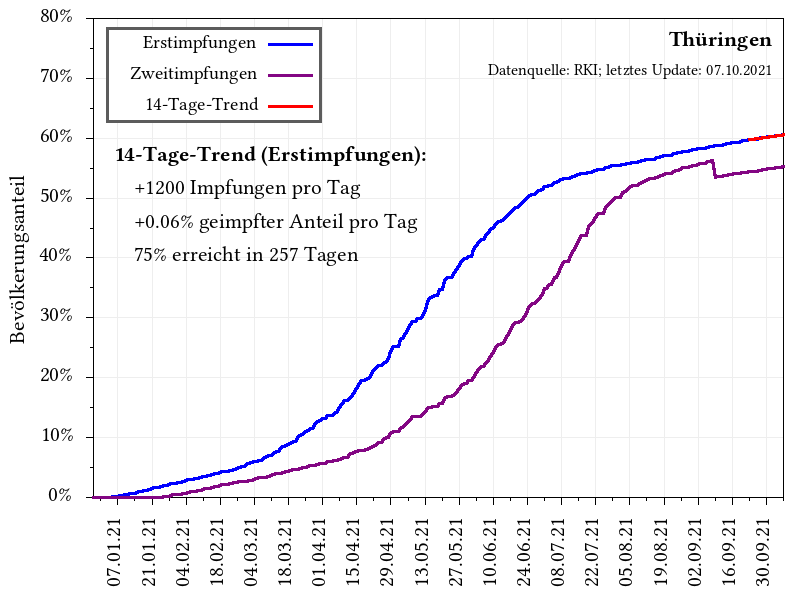 80%
70%
60%
50%
40%
30%
20%
10%
0%
Bevölkerungsanteil
Erstimpfungen
Zweitimpfungen
14-Tage-Trend
Thüringen
Datenquelle: RKI; letztes Update: 07.10.2021
14-Tage-Trend (Erstimpfungen):
+1200 Impfungen pro Tag
+0.06% geimpfter Anteil pro Tag
75% erreicht in 257 Tagen
07.01.21
21.01.21
04.02.21
18.02.21
04.03.21
18.03.21
01.04.21
15.04.21
29.04.21
13.05.21
27.05.21
10.06.21
24.06.21
08.07.21
22.07.21
05.08.21
19.08.21
02.09.21
16.09.21
30.09.21